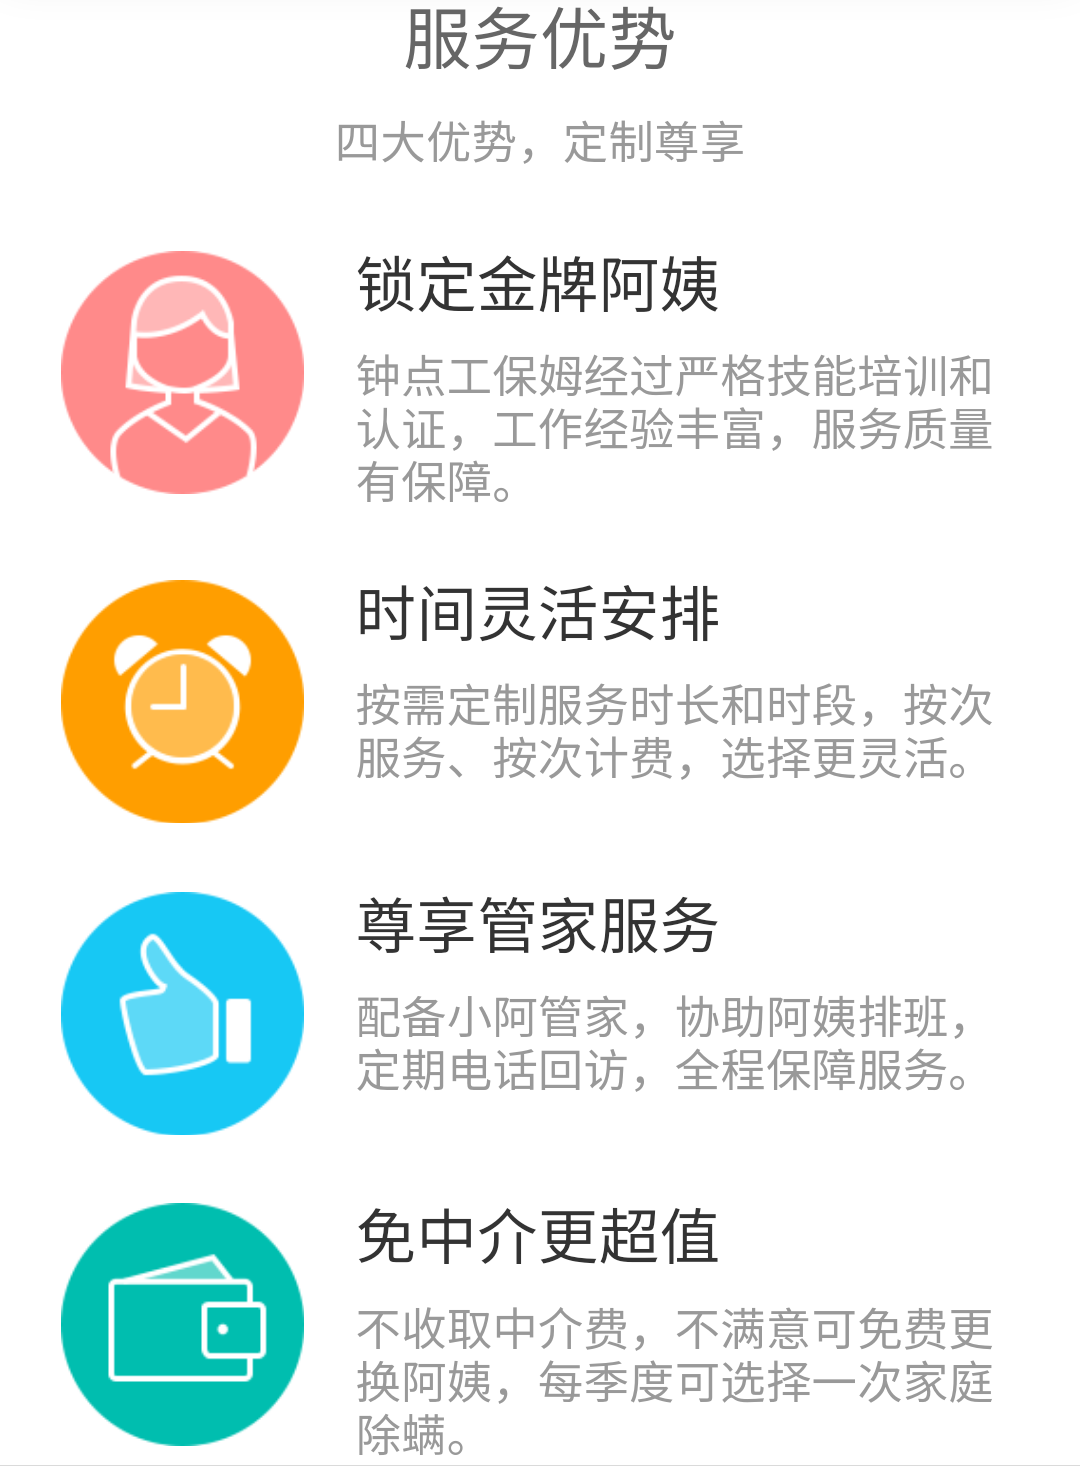 服务优势
四大优势，定制尊享
锁定金牌阿姨
钟点工保姆经过严格技能培训和
认证，工作经验丰富，服务质量
有保障。
时间灵活安排
按需定制服务时长和时段，按次
服务、按次计费，选择更灵活。
尊享管家服务
配备小阿管家，协助阿姨排班，
定期电话回访，全程保障服务。
免中介更超值
不收取中介费，不满意可免费更
换阿姨，每季度可选择一次家庭
除螨。